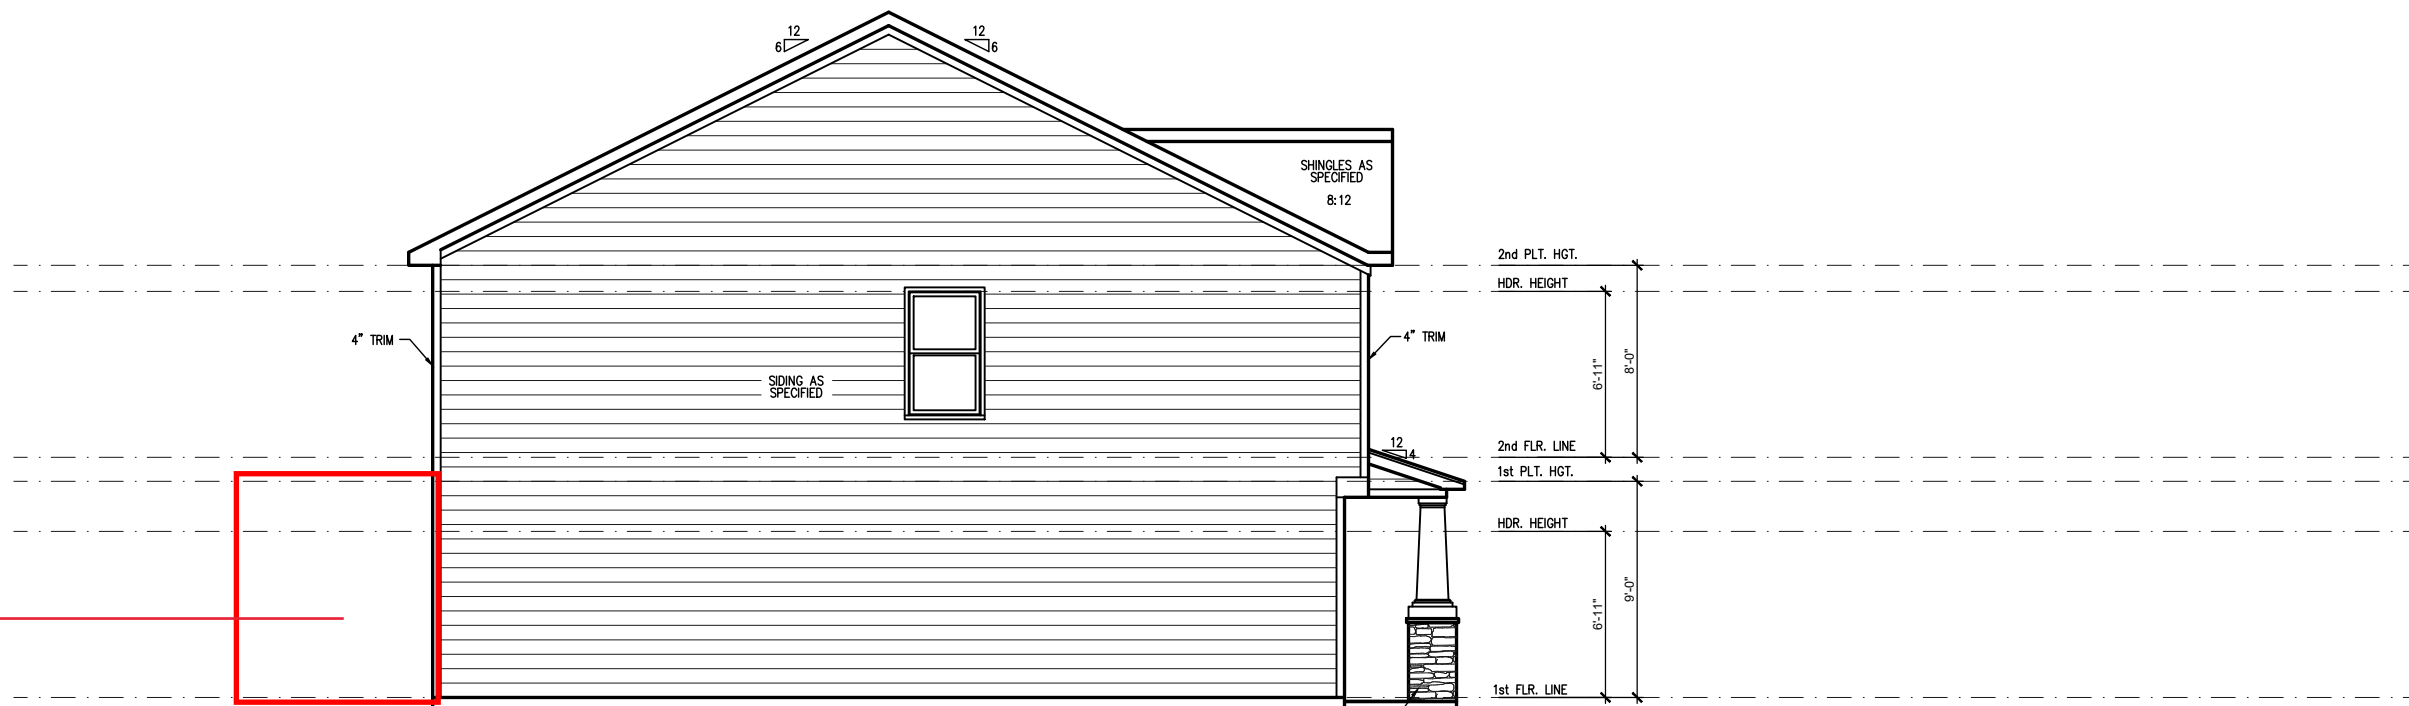 12
6
12
6
SHINGLES AS
SPECIFIED
8:12
2nd PLT. HGT.
HDR. HEIGHT
4" TRIM
4" TRIM
6'-11"
8'-0"
SIDING AS
SPECIFIED
12
4
2nd FLR. LINE
1st PLT. HGT.
HDR. HEIGHT
6'-11"
9'-0"
1st FLR. LINE